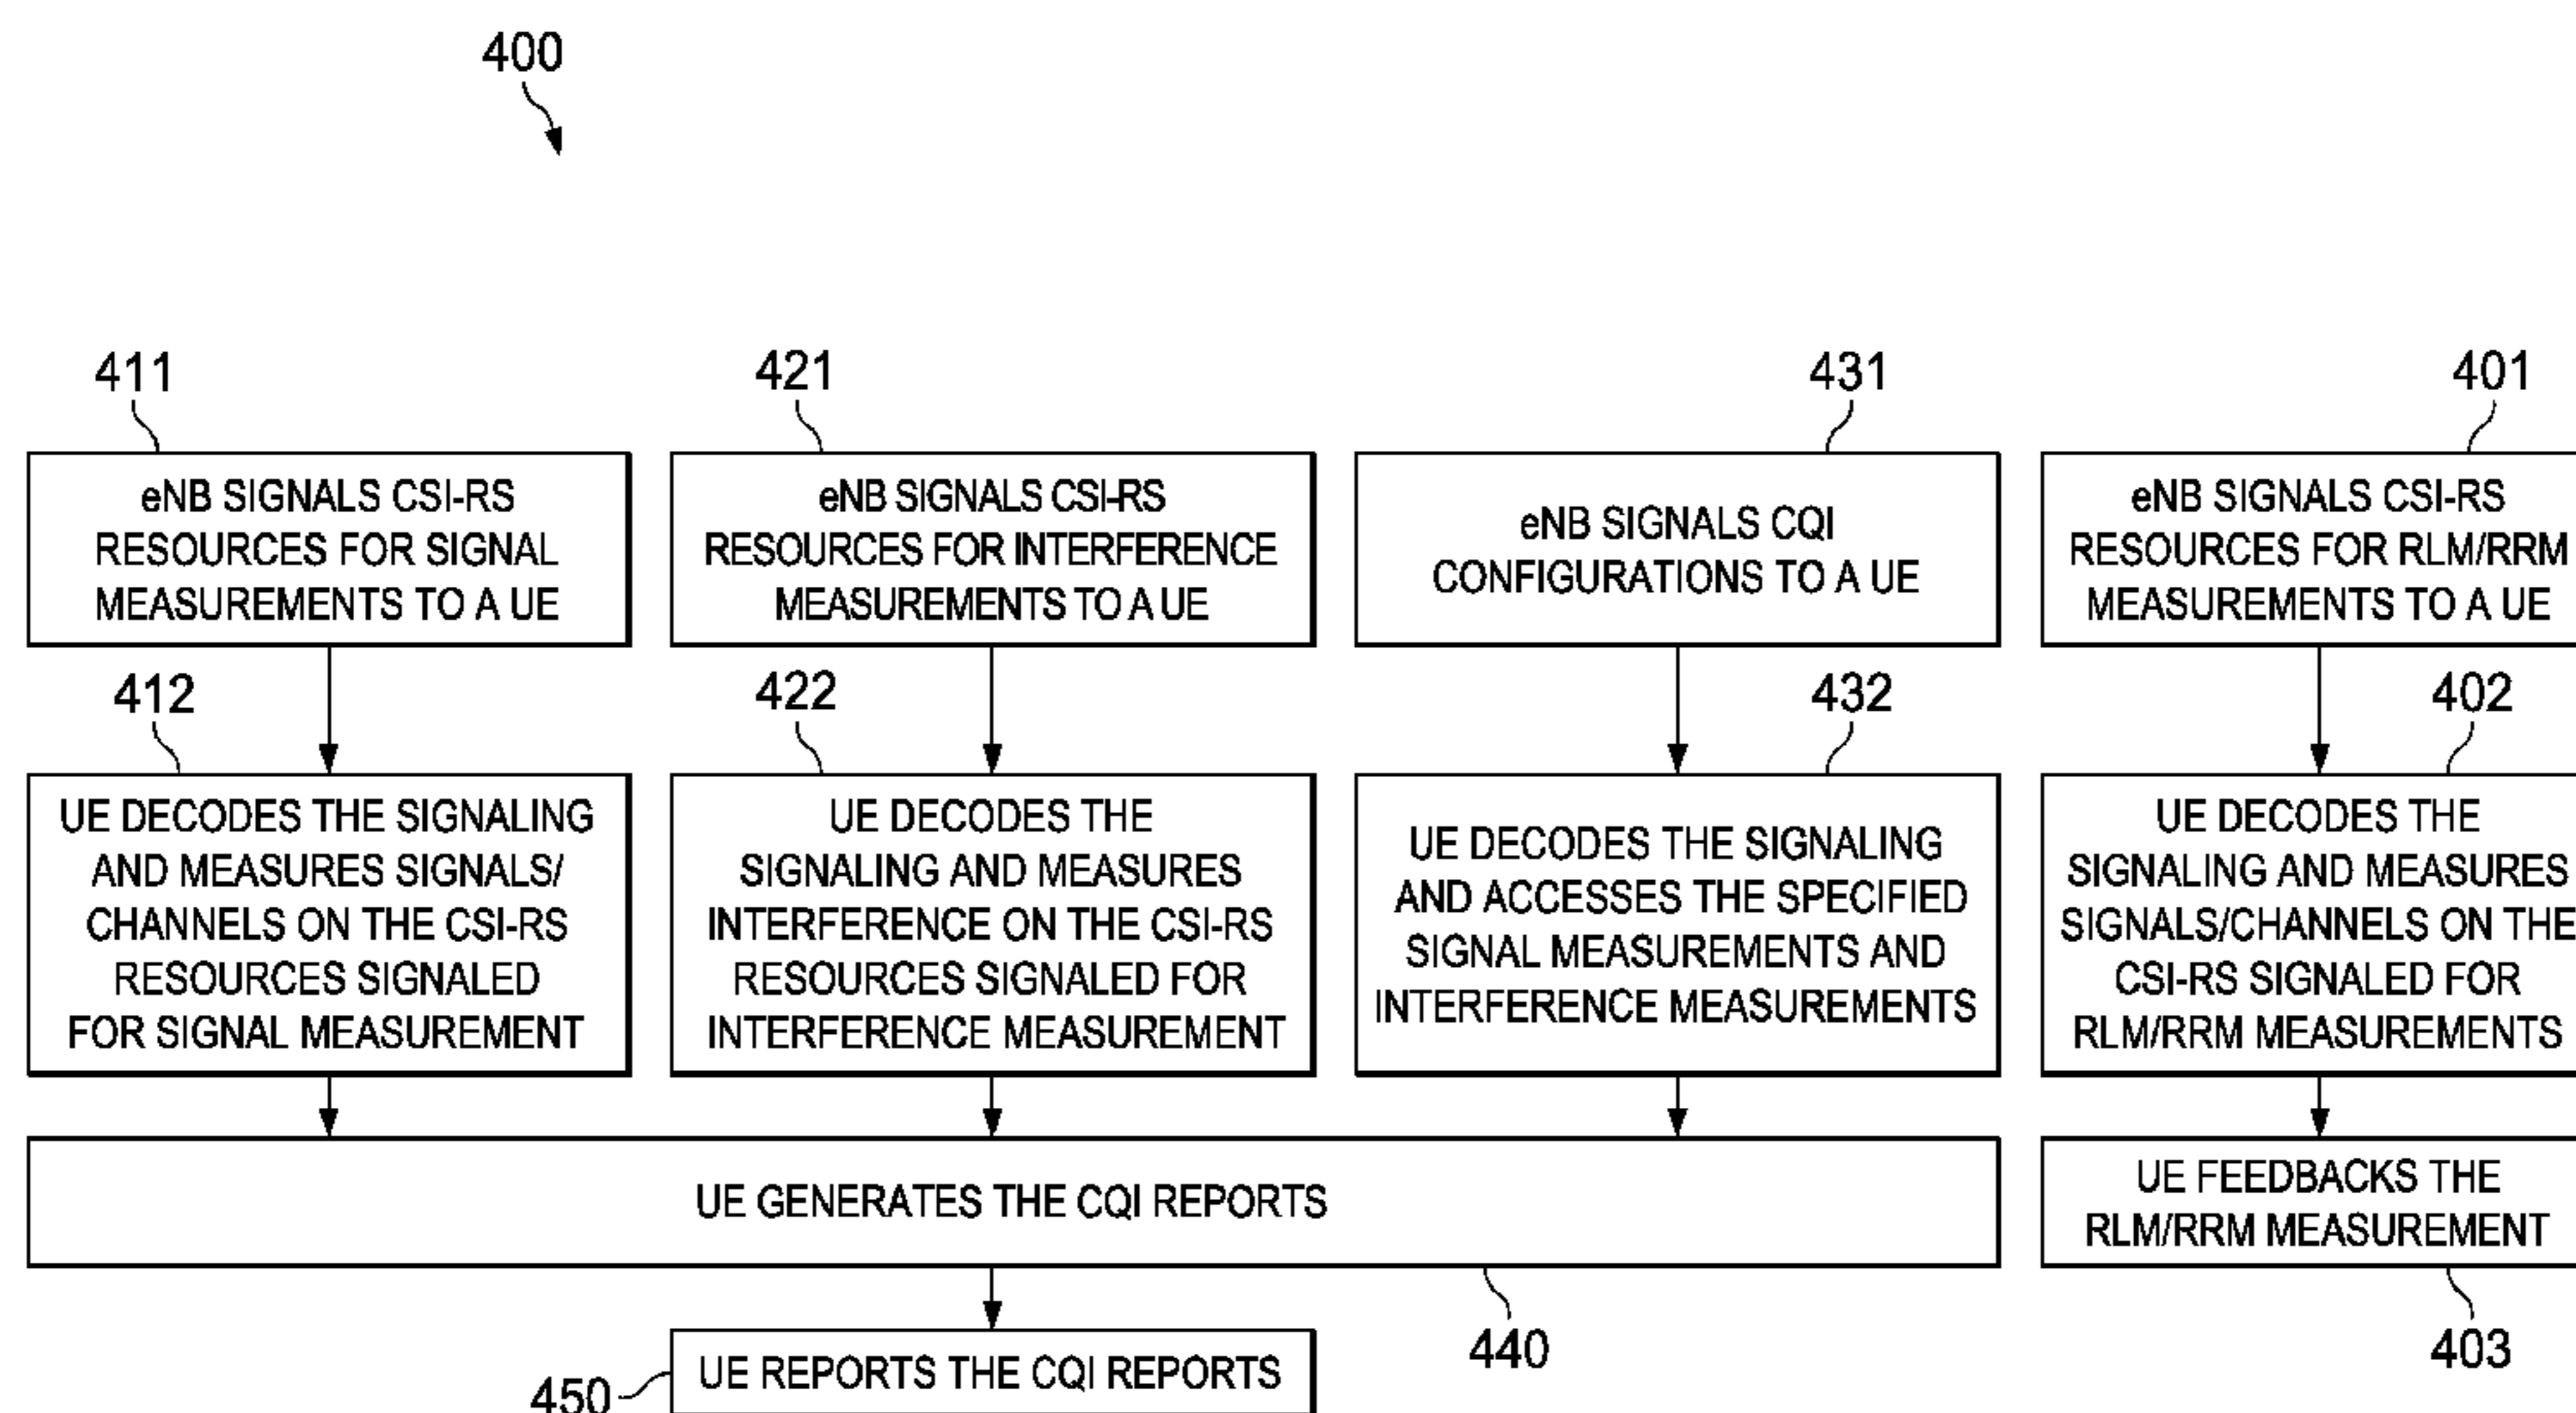 400
411
eNB SIGNALS CSI-RS
RESOURCES FOR SIGNAL
MEASUREMENTS TO A UE
421
eNB SIGNALS CSI-RS
RESOURCES FOR INTERFERENCE
MEASUREMENTS TO A UE
431
eNB SIGNALS CQI
CONFIGURATIONS TO A UE
401
eNB SIGNALS CSI-RS
RESOURCES FOR RLM/RRM
MEASUREMENTS TO A UE
412
UE DECODES THE SIGNALING
AND MEASURES SIGNALS/
CHANNELS ON THE CSI-RS
RESOURCES SIGNALED
FOR SIGNAL MEASUREMENT
422
UE DECODES THE
SIGNALING AND MEASURES
INTERFERENCE ON THE CSI-RS
RESOURCES SIGNALED FOR
INTERFERENCE MEASUREMENT
432
UE DECODES THE SIGNALING
AND ACCESSES THE SPECIFIED
SIGNAL MEASUREMENTS AND
INTERFERENCE MEASUREMENTS
402
UE DECODES THE
SIGNALING AND MEASURES
SIGNALS/CHANNELS ON THE
CSI-RS SIGNALED FOR
RLM/RRM MEASUREMENTS
UE GENERATES THE CQI REPORTS
440
UE FEEDBACKS THE
RLM/RRM MEASUREMENT
403
450
UE REPORTS THE CQI REPORTS